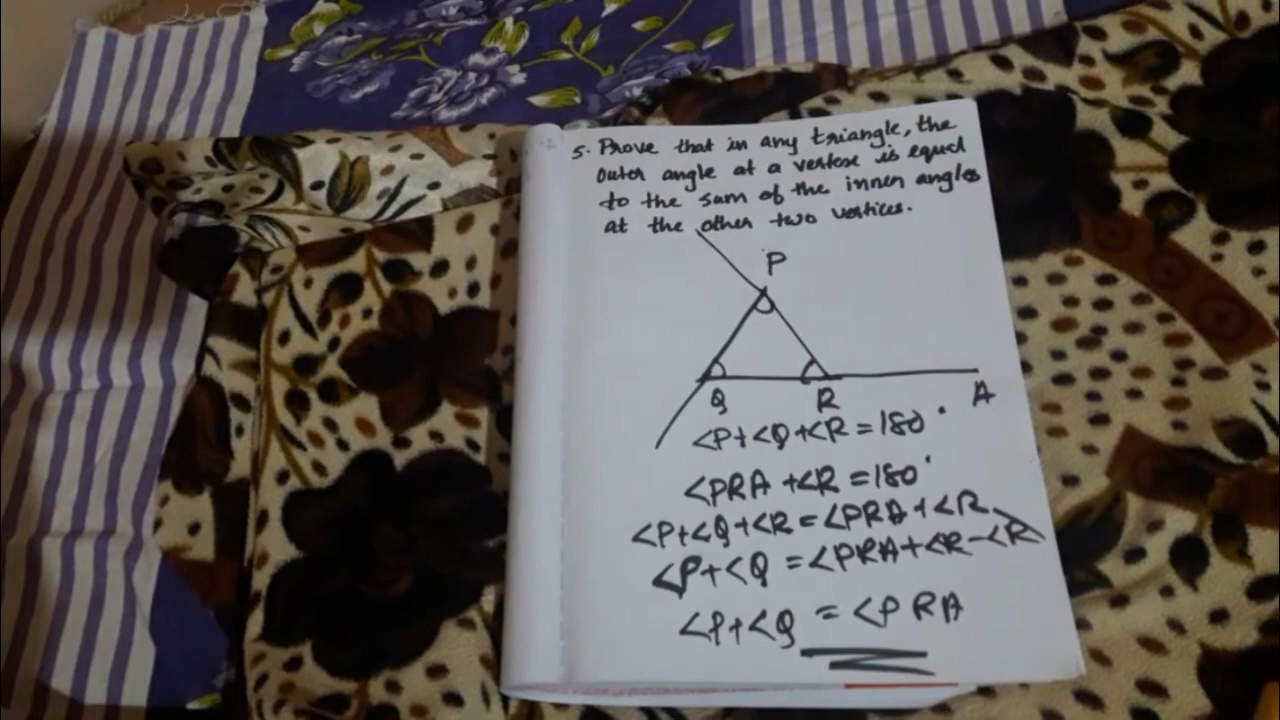 5. Prove that in any triangle, the
outer angle at a vertex is equal
to the sum of the inner angles
at the other two vertices.
P
Q
R
A
<P+<Q+<R=180°
<PRA+<R=180°
<P+<Q+<R=<PRA+<R
<P+<Q=<PRA+<R-<R
<P+<Q=<PRA